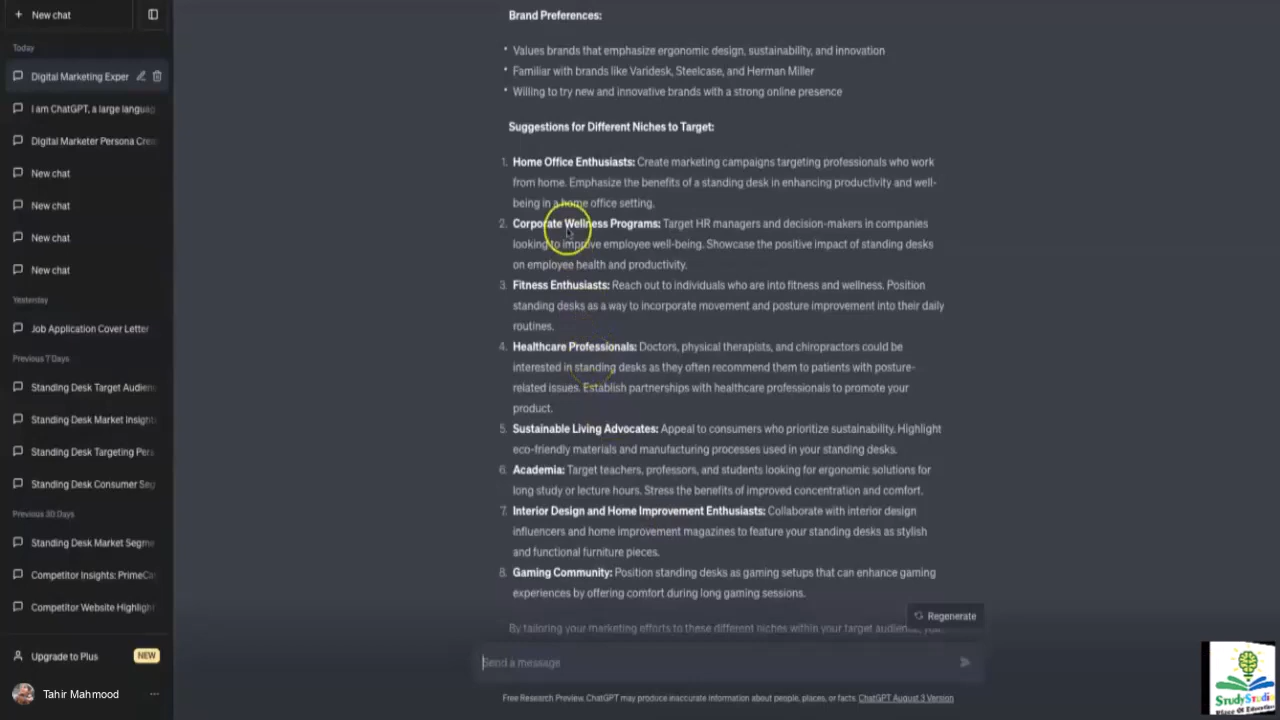 New chat
Today
Digital Marketing Exper
I am ChatGPT, a large languag
Digital Marketer Persona Crea
New chat
New chat
New chat
New chat
Yesterday
Job Application Cover Letter
Previous 7 Days
Standing Desk Target Audien
Standing Desk Market Insight
Standing Desk Targeting Pers
Standing Desk Consumer Seg
Previous 30 Days
Standing Desk Market Segme
Competitor Insights: PrimeCa
Competitor Website Highligh
Upgrade to Plus NEW
Tahir Mahmood
Brand Preferences:
• Values brands that emphasize ergonomic design, sustainability, and innovation
• Familiar with brands like Varidesk, Steelcase, and Herman Miller
• Willing to try new and innovative brands with a strong online presence
Suggestions for Different Niches to Target:
1. Home Office Enthusiasts: Create marketing campaigns targeting professionals who work
from home. Emphasize the benefits of a standing desk in enhancing productivity and well-
being in a home office setting.
2. Corporate Wellness Programs: Target HR managers and decision-makers in companies
looking to improve employee well-being. Showcase the positive impact of standing desks
on employee health and productivity.
3. Fitness Enthusiasts: Reach out to individuals who are into fitness and wellness. Position
standing desks as a way to incorporate movement and posture improvement into their daily
routines.
4. Healthcare Professionals: Doctors, physical therapists, and chiropractors could be
interested in standing desks as they often recommend them to patients with posture-
related issues. Establish partnerships with healthcare professionals to promote your
product.
5. Sustainable Living Advocates: Appeal to consumers who prioritize sustainability. Highlight
eco-friendly materials and manufacturing processes used in your standing desks.
6. Academia: Target teachers, professors, and students looking for ergonomic solutions for
long study or lecture hours. Stress the benefits of improved concentration and comfort.
7. Interior Design and Home Improvement Enthusiasts: Collaborate with interior design
influencers and home improvement magazines to feature your standing desks as stylish
and functional furniture pieces.
8. Gaming Community: Position standing desks as gaming setups that can enhance gaming
experiences by offering comfort during long gaming sessions.
Regenerate
By tailoring your marketing efforts to these different niches within your target audience, you
Send a message
Free Research Preview. ChatGPT may produce inaccurate information about people, places, or facts. ChatGPT August 3 Version
StudyStudio
Place Of Education